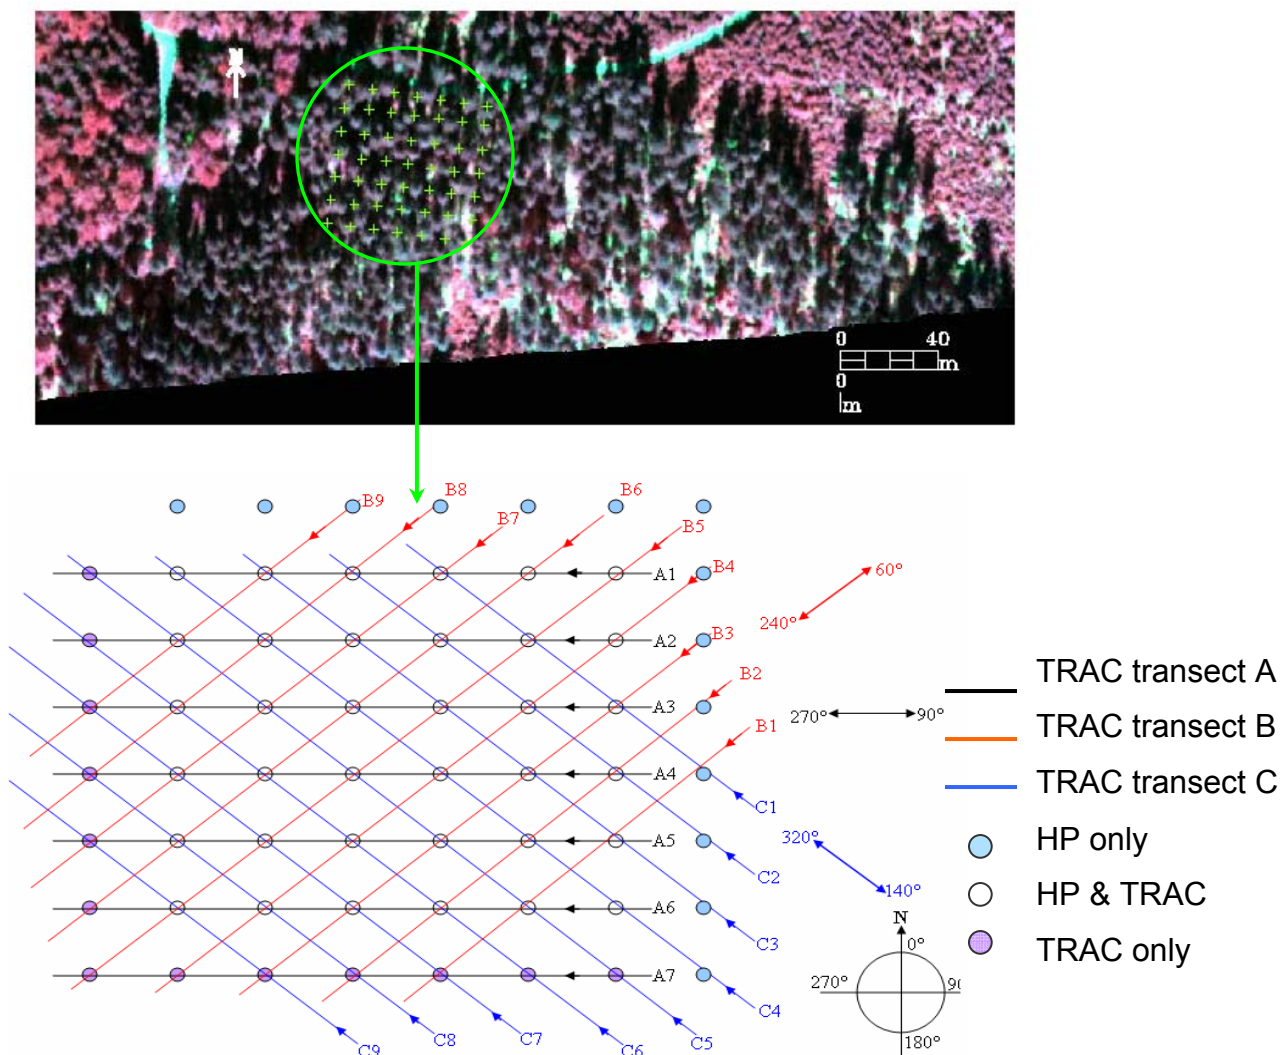 N
0 40
m
0
m
B9 B8 B6
B7 B5
A1 B4
60°
240°
A2 B3
B2
A3
270° 90°
B1
A4
C1
A5
320°
C2
140°
A6
N
C3
0°
A7
270° 90
C4
180°
C9 C8 C7 C6 C5
TRAC transect A
TRAC transect B
TRAC transect C
HP only
HP & TRAC
TRAC only